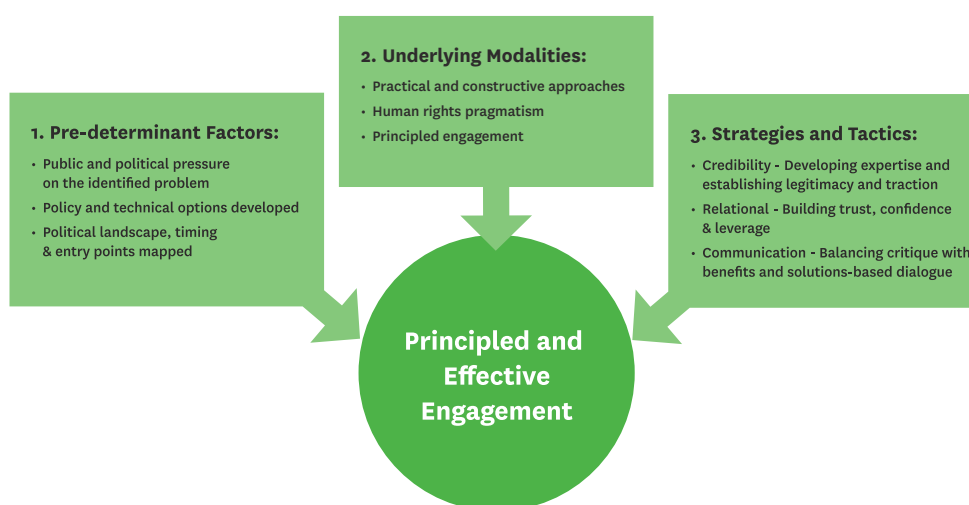 1. Pre-determinant Factors:
• Public and political pressure
on the identified problem
• Policy and technical options developed
• Political landscape, timing
& entry points mapped
2. Underlying Modalities:
• Practical and constructive approaches
• Human rights pragmatism
• Principled engagement
3. Strategies and Tactics:
• Credibility - Developing expertise and
establishing legitimacy and traction
• Relational - Building trust, confidence
& leverage
• Communication - Balancing critique with
benefits and solutions-based dialogue
Principled and
Effective
Engagement